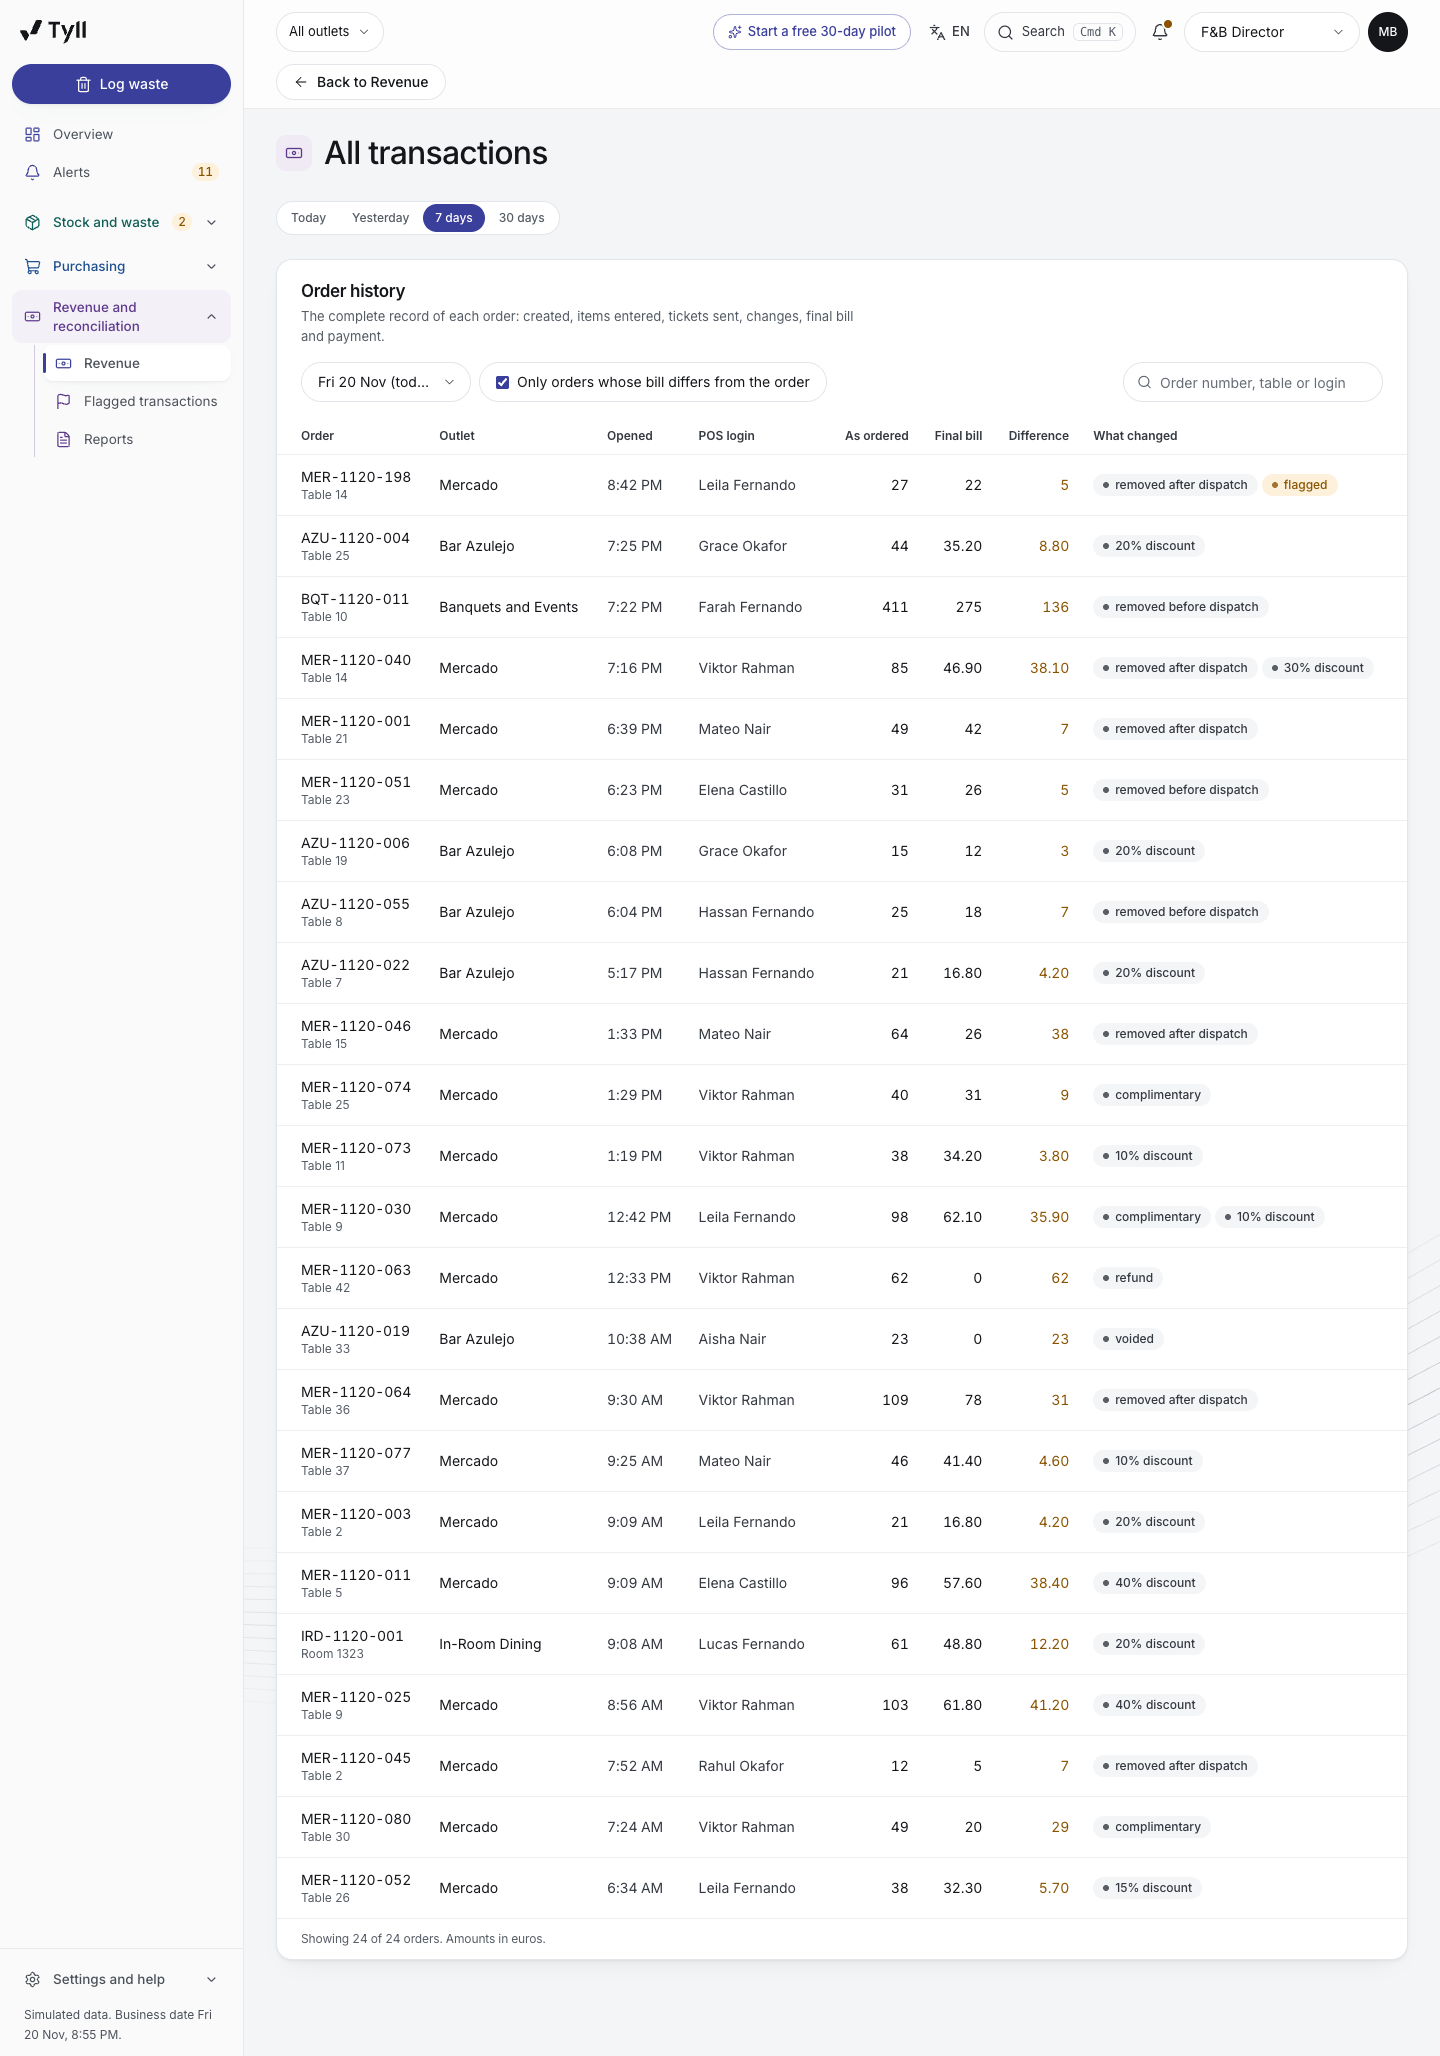 Tyll
Log waste
Overview
Alerts 11
Stock and waste 2
Purchasing
Revenue and
reconciliation
Revenue
Flagged transactions
Reports
Settings and help
Simulated data. Business date Fri
20 Nov, 8:55 PM.
All outlets
Start a free 30-day pilot
EN
Search Cmd K
F&B Director
MB
Back to Revenue
All transactions
Today Yesterday 7 days 30 days
Order history
The complete record of each order: created, items entered, tickets sent, changes, final bill
and payment.
Fri 20 Nov (tod... Only orders whose bill differs from the order Order number, table or login
Order Outlet Opened POS login As ordered Final bill Difference What changed
MER-1120-198 Mercado 8:42 PM Leila Fernando 27 22 5 removed after dispatch flagged
Table 14
AZU-1120-004 Bar Azulejo 7:25 PM Grace Okafor 44 35.20 8.80 20% discount
Table 25
BQT-1120-011 Banquets and Events 7:22 PM Farah Fernando 411 275 136 removed before dispatch
Table 10
MER-1120-040 Mercado 7:16 PM Viktor Rahman 85 46.90 38.10 removed after dispatch 30% discount
Table 14
MER-1120-001 Mercado 6:39 PM Mateo Nair 49 42 7 removed after dispatch
Table 21
MER-1120-051 Mercado 6:23 PM Elena Castillo 31 26 5 removed before dispatch
Table 23
AZU-1120-006 Bar Azulejo 6:08 PM Grace Okafor 15 12 3 20% discount
Table 19
AZU-1120-055 Bar Azulejo 6:04 PM Hassan Fernando 25 18 7 removed before dispatch
Table 8
AZU-1120-022 Bar Azulejo 5:17 PM Hassan Fernando 21 16.80 4.20 20% discount
Table 7
MER-1120-046 Mercado 1:33 PM Mateo Nair 64 26 38 removed after dispatch
Table 15
MER-1120-074 Mercado 1:29 PM Viktor Rahman 40 31 9 complimentary
Table 25
MER-1120-073 Mercado 1:19 PM Viktor Rahman 38 34.20 3.80 10% discount
Table 11
MER-1120-030 Mercado 12:42 PM Leila Fernando 98 62.10 35.90 complimentary 10% discount
Table 9
MER-1120-063 Mercado 12:33 PM Viktor Rahman 62 0 62 refund
Table 42
AZU-1120-019 Bar Azulejo 10:38 AM Aisha Nair 23 0 23 voided
Table 33
MER-1120-064 Mercado 9:30 AM Viktor Rahman 109 78 31 removed after dispatch
Table 36
MER-1120-077 Mercado 9:25 AM Mateo Nair 46 41.40 4.60 10% discount
Table 37
MER-1120-003 Mercado 9:09 AM Leila Fernando 21 16.80 4.20 20% discount
Table 2
MER-1120-011 Mercado 9:09 AM Elena Castillo 96 57.60 38.40 40% discount
Table 5
IRD-1120-001 In-Room Dining 9:08 AM Lucas Fernando 61 48.80 12.20 20% discount
Room 1323
MER-1120-025 Mercado 8:56 AM Viktor Rahman 103 61.80 41.20 40% discount
Table 9
MER-1120-045 Mercado 7:52 AM Rahul Okafor 12 5 7 removed after dispatch
Table 2
MER-1120-080 Mercado 7:24 AM Viktor Rahman 49 20 29 complimentary
Table 30
MER-1120-052 Mercado 6:34 AM Leila Fernando 38 32.30 5.70 15% discount
Table 26
Showing 24 of 24 orders. Amounts in euros.